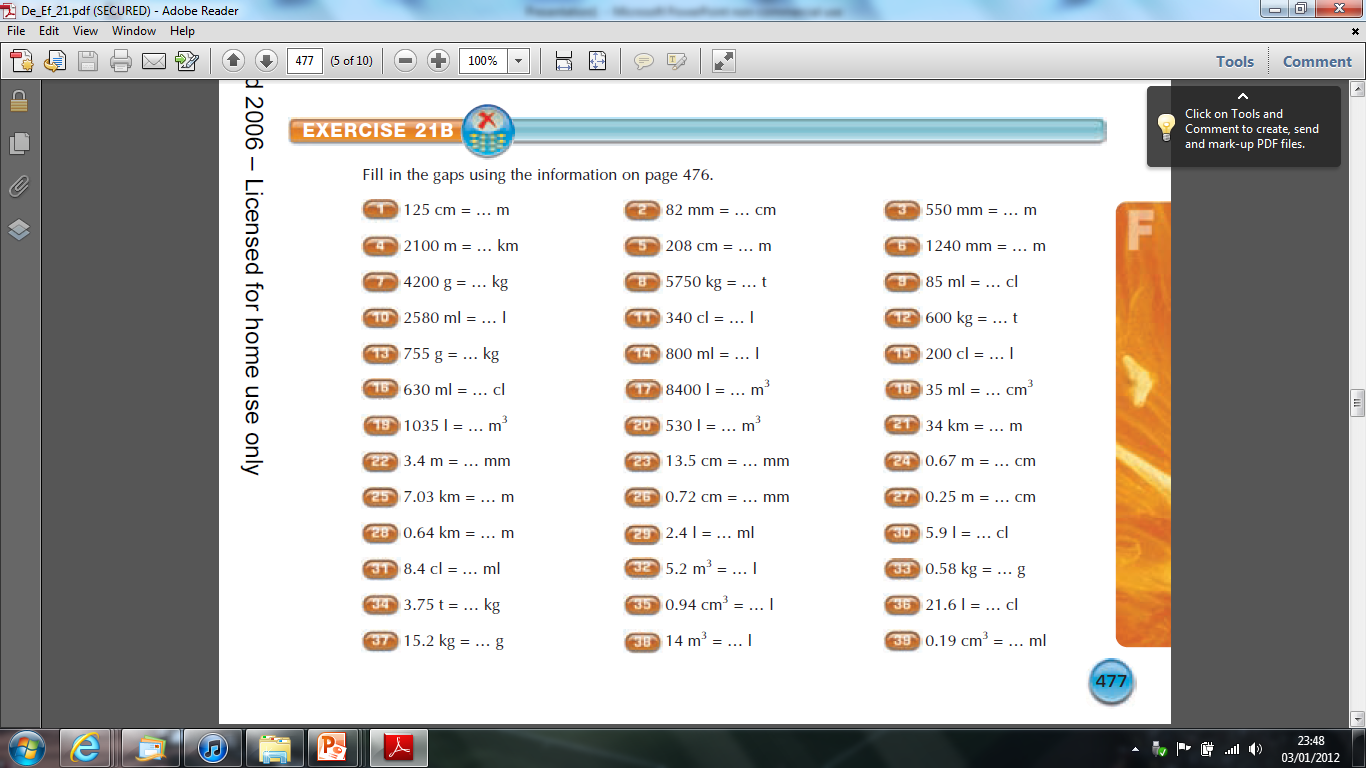 De_Ef_21.pdf (SECURED) - Adobe Reader
File Edit View Window Help
477 (5 of 10) 100% Tools Comment
Click on Tools and
Comment to create, send
and mark-up PDF files.
d 2006 – Licensed for home use only
EXERCISE 21B
Fill in the gaps using the information on page 476.
1 125 cm = … m 2 82 mm = … cm 3 550 mm = … m
4 2100 m = … km 5 208 cm = … m 6 1240 mm = … m
7 4200 g = … kg 8 5750 kg = … t 9 85 ml = … cl
10 2580 ml = … l 11 340 cl = … l 12 600 kg = … t
13 755 g = … kg 14 800 ml = … l 15 200 cl = … l
16 630 ml = … cl 17 8400 l = … m³ 18 35 ml = … cm³
19 1035 l = … m³ 20 530 l = … m³ 21 34 km = … m
22 3.4 m = … mm 23 13.5 cm = … mm 24 0.67 m = … cm
25 7.03 km = … m 26 0.72 cm = … mm 27 0.25 m = … cm
28 0.64 km = … m 29 2.4 l = … ml 30 5.9 l = … cl
31 8.4 cl = … ml 32 5.2 m³ = … l 33 0.58 kg = … g
34 3.75 t = … kg 35 0.94 cm³ = … l 36 21.6 l = … cl
37 15.2 kg = … g 38 14 m³ = … l 39 0.19 cm³ = … ml
F
477
23:48
03/01/2012